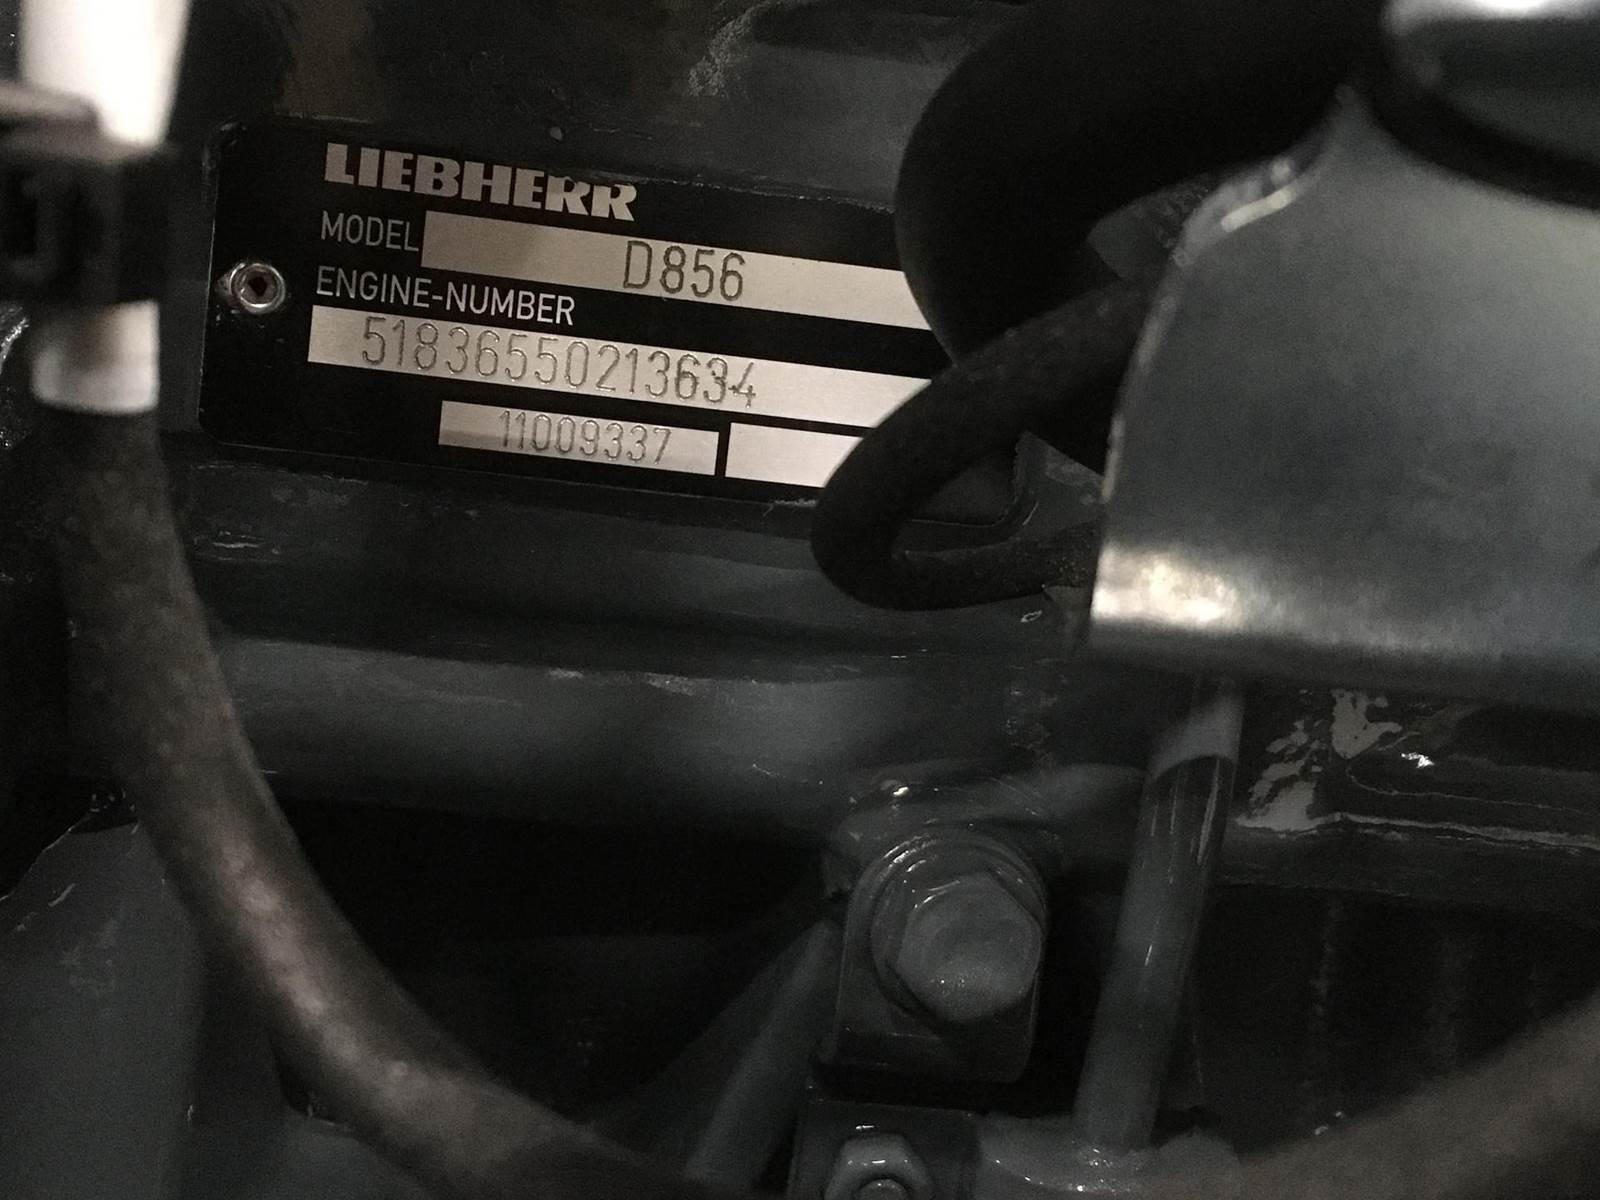 LIEBHERR
MODEL D856
ENGINE-NUMBER
51836550213634
11009337